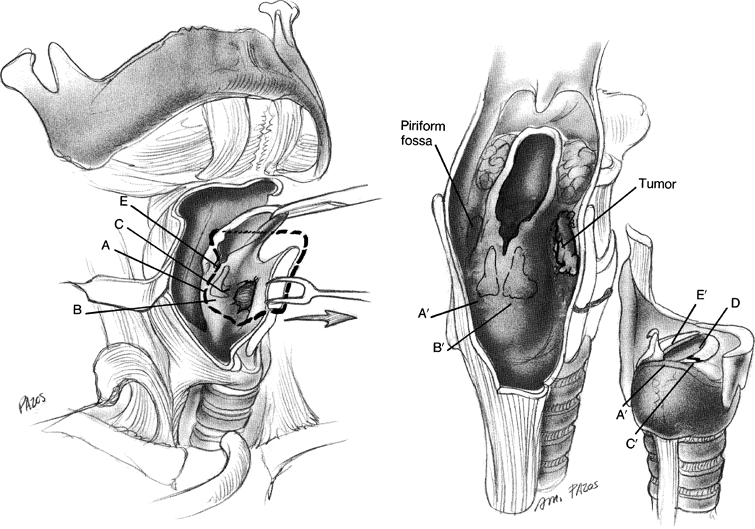 E
C
A
B
PAZOS
Piriform
fossa
Tumor
A′
B′
E′
D
A′
C′
PAZOS